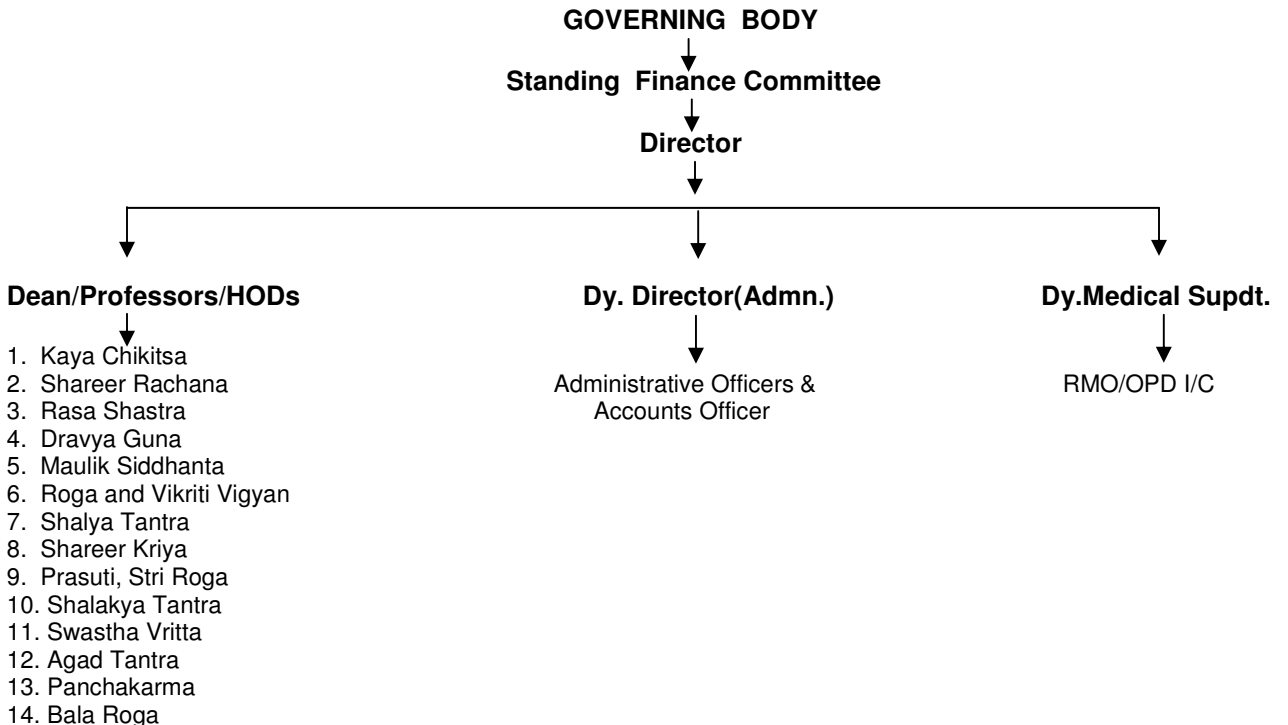 GOVERNING BODY
Standing Finance Committee
Director
Dean/Professors/HODs
Dy. Director(Admn.)
Dy.Medical Supdt.
1. Kaya Chikitsa
2. Shareer Rachana
3. Rasa Shastra
4. Dravya Guna
5. Maulik Siddhanta
6. Roga and Vikriti Vigyan
7. Shalya Tantra
8. Shareer Kriya
9. Prasuti, Stri Roga
10. Shalakya Tantra
11. Swastha Vritta
12. Agad Tantra
13. Panchakarma
14. Bala Roga
Administrative Officers &
Accounts Officer
RMO/OPD I/C